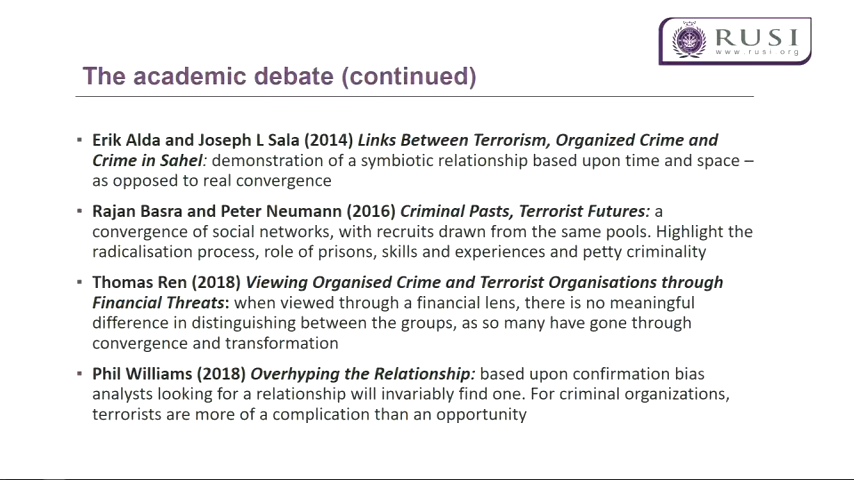 RUSI
www.rusi.org
The academic debate (continued)
▪ Erik Alda and Joseph L Sala (2014) Links Between Terrorism, Organized Crime and
Crime in Sahel: demonstration of a symbiotic relationship based upon time and space –
as opposed to real convergence
▪ Rajan Basra and Peter Neumann (2016) Criminal Pasts, Terrorist Futures: a
convergence of social networks, with recruits drawn from the same pools. Highlight the
radicalisation process, role of prisons, skills and experiences and petty criminality
▪ Thomas Ren (2018) Viewing Organised Crime and Terrorist Organisations through
Financial Threats: when viewed through a financial lens, there is no meaningful
difference in distinguishing between the groups, as so many have gone through
convergence and transformation
▪ Phil Williams (2018) Overhyping the Relationship: based upon confirmation bias
analysts looking for a relationship will invariably find one. For criminal organizations,
terrorists are more of a complication than an opportunity